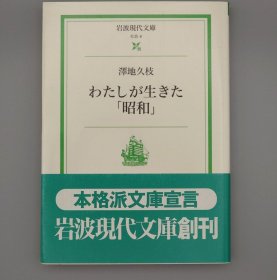 岩波現代文庫
澤地久枝
わたしが生きた
「昭和」
本格派文庫宣言
岩波現代文庫創刊